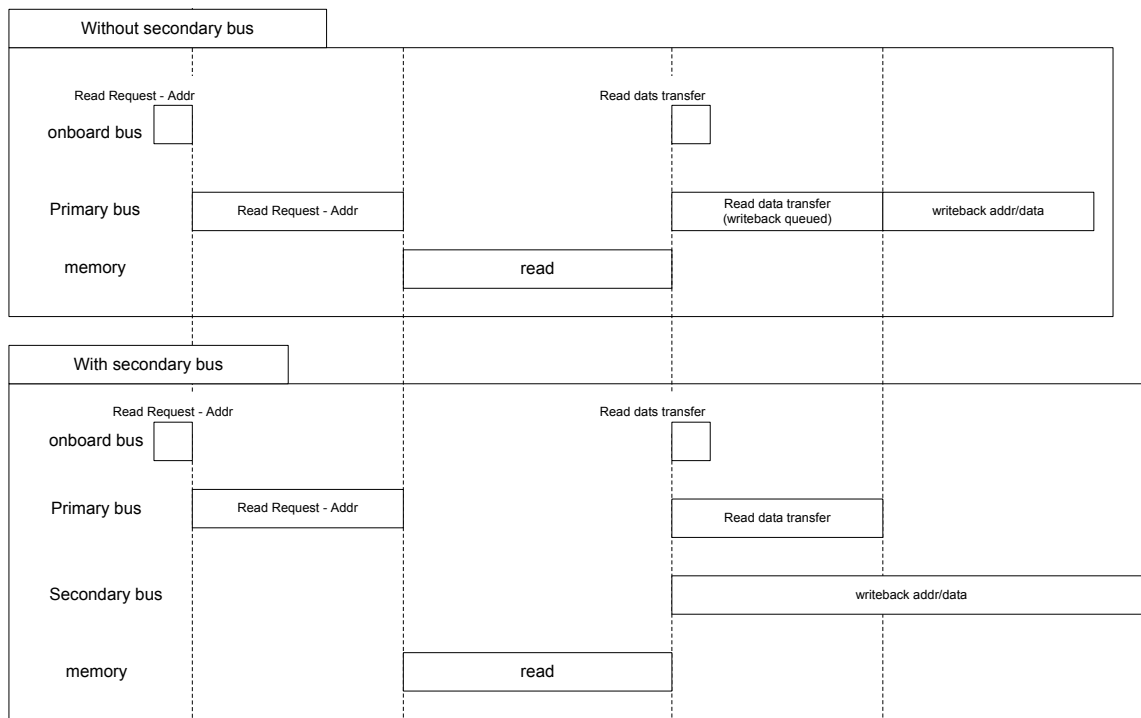 Without secondary bus
Read Request - Addr
Read dats transfer
onboard bus
Primary bus
Read Request - Addr
Read data transfer
(writeback queued)
writeback addr/data
memory
read
With secondary bus
Read Request - Addr
Read dats transfer
onboard bus
Primary bus
Read Request - Addr
Read data transfer
Secondary bus
writeback addr/data
memory
read